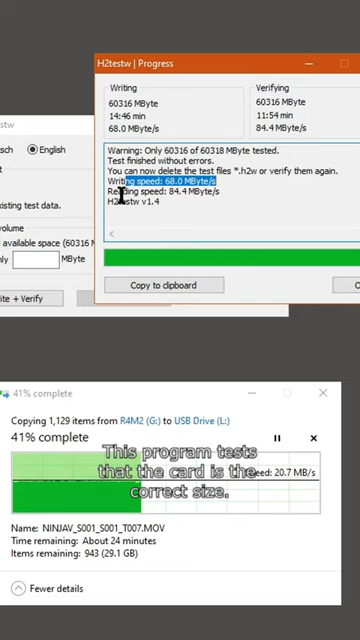 H2testw | Progress
Writing
60316 MByte
14:46 min
68.0 MByte/s
Verifying
60316 MByte
11:54 min
84.4 MByte/s
Warning: Only 60316 of 60318 MByte tested.
Test finished without errors.
You can now delete the test files *.h2w or verify them again.
Writing speed: 68.0 MByte/s
Reading speed: 84.4 MByte/s
H2testw v1.4
Copy to clipboard
English
xisting test data.
volume
available space (60316 M
nly
MByte
te + Verify
41% complete
Copying 1,129 items from R4M2 (G:) to USB Drive (L:)
41% complete
Speed: 20.7 MB/s
This program tests
that the card is the
correct size.
Name: NINJAV_S001_S001_T007.MOV
Time remaining: About 24 minutes
Items remaining: 943 (29.1 GB)
Fewer details